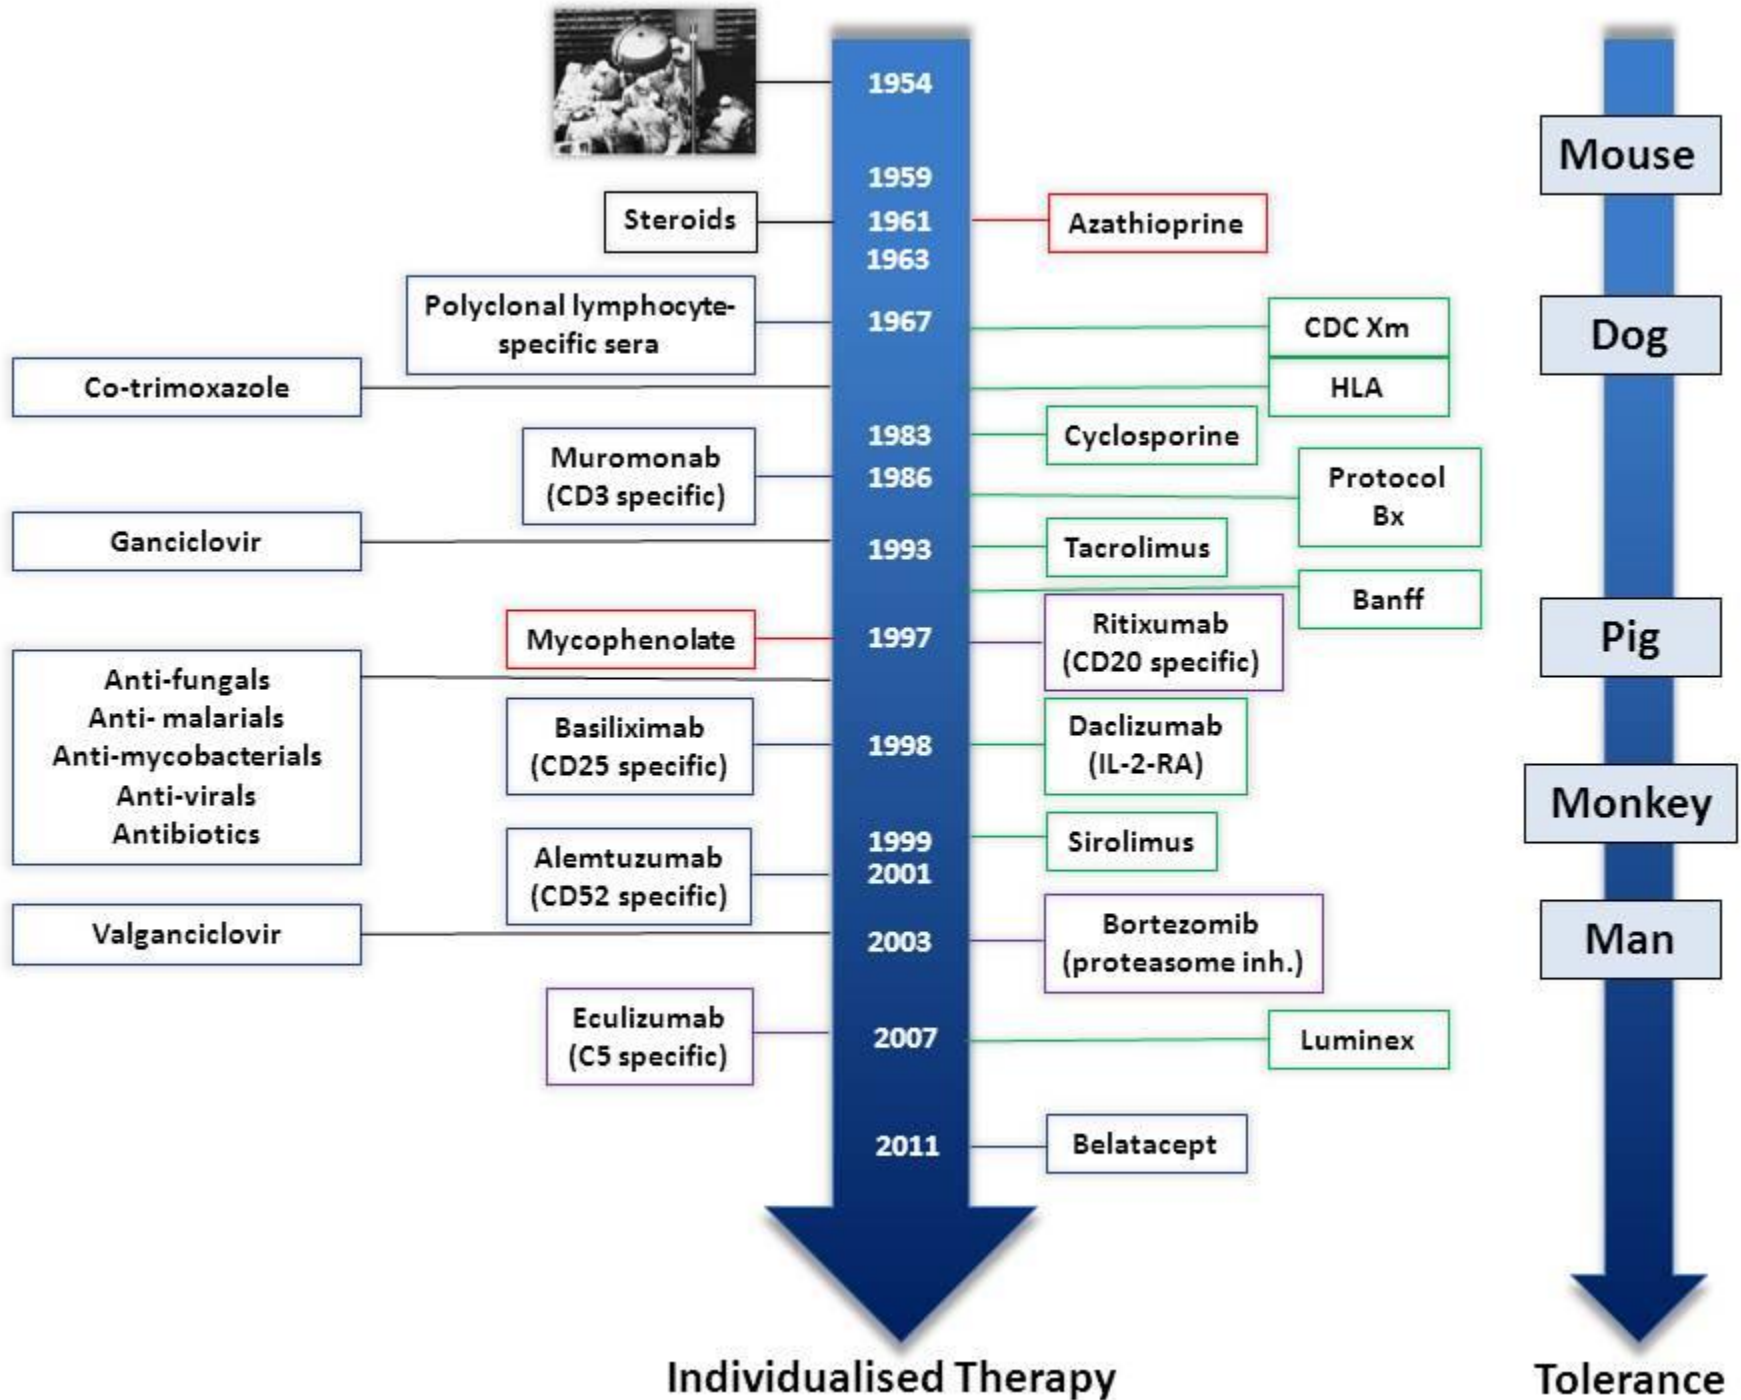 1954
Mouse
1959
Steroids
1961
Azathioprine
1963
Polyclonal lymphocyte-
specific sera
1967
CDC Xm
Dog
Co-trimoxazole
HLA
1983
Cyclosporine
Muromonab
(CD3 specific)
1986
Protocol
Bx
Ganciclovir
1993
Tacrolimus
Banff
Mycophenolate
1997
Ritixumab
(CD20 specific)
Pig
Anti-fungals
Anti- malarials
Anti-mycobacterials
Anti-virals
Antibiotics
Basiliximab
(CD25 specific)
1998
Daclizumab
(IL-2-RA)
Monkey
1999
Sirolimus
Alemtuzumab
(CD52 specific)
2001
Valganciclovir
2003
Bortezomib
(proteasome inh.)
Man
Eculizumab
(C5 specific)
2007
Luminex
2011
Belatacept
Individualised Therapy
Tolerance